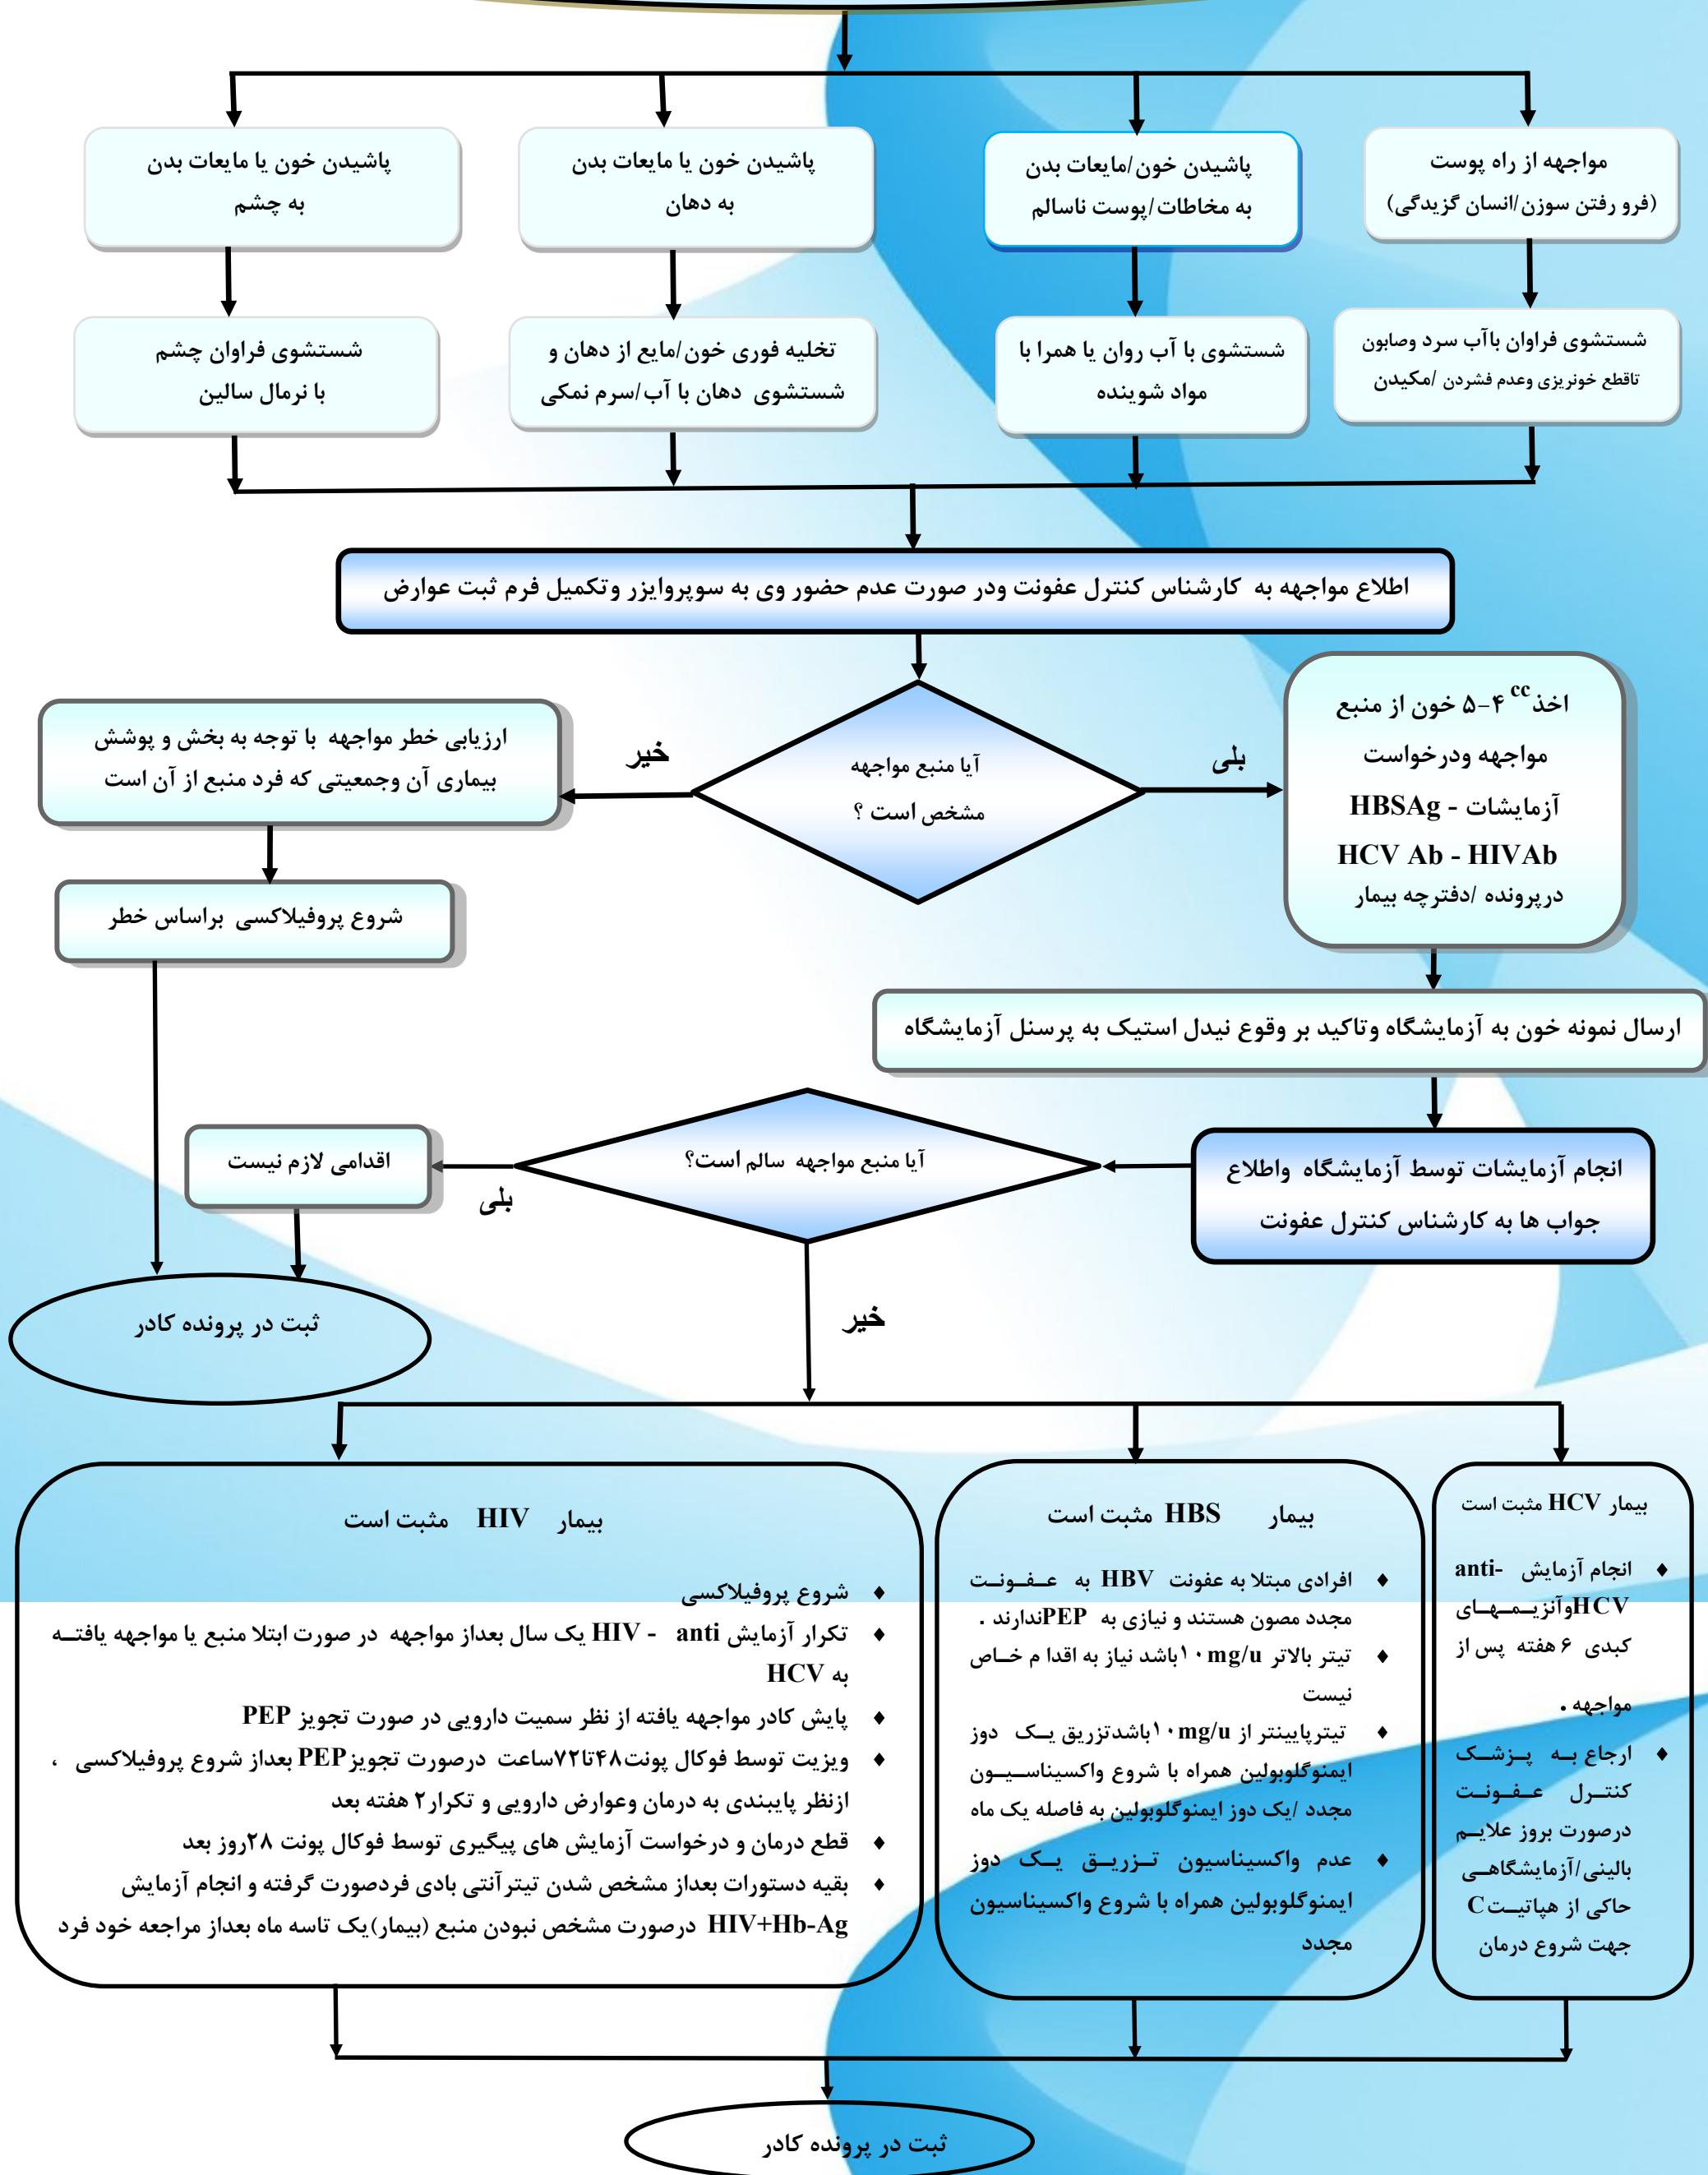 مواجهه از راه پوست
(فرو رفتن سوزن/انسان گزیدگی)
پاشیدن خون/مایعات بدن
به مخاطات/پوست ناسالم
پاشیدن خون یا مایعات بدن
به دهان
پاشیدن خون یا مایعات بدن
به چشم
شستشوی فراوان باآب سرد وصابون
تاقطع خونریزی وعدم فشردن /مکیدن
شستشوی با آب روان یا همرا با
مواد شوینده
تخلیه فوری خون/مایع از دهان و
شستشوی دهان با آب/سرم نمکی
شستشوی فراوان چشم
با نرمال سالین
اطلاع مواجهه به کارشناس کنترل عفونت ودر صورت عدم حضور وی به سوپروایزر وتکمیل فرم ثبت عوارض
آیا منبع مواجهه
مشخص است ؟
بلی
خیر
اخذ ۴-۵ cc خون از منبع
مواجهه ودرخواست
آزمایشات - HBSAg
HCV Ab - HIVAb
درپرونده /دفترچه بیمار
ارزیابی خطر مواجهه با توجه به بخش و پوشش
بیماری آن وجمعیتی که فرد منبع از آن است
شروع پروفیلاکسی براساس خطر
ارسال نمونه خون به آزمایشگاه وتاکید بر وقوع نیدل استیک به پرسنل آزمایشگاه
انجام آزمایشات توسط آزمایشگاه واطلاع
جواب ها به کارشناس کنترل عفونت
آیا منبع مواجهه سالم است؟
بلی
اقدامی لازم نیست
خیر
ثبت در پرونده کادر
بیمار HCV مثبت است
♦ انجام آزمایش anti-
HCVوآنزیمهای
کبدی ۶ هفته پس از
مواجهه .
♦ ارجاع به پزشک
کنترل عفونت
درصورت بروز علایم
بالینی/آزمایشگاهی
حاکی از هپاتیتC
جهت شروع درمان
بیمار HBS مثبت است
♦ افرادی مبتلا به عفونت HBV به عفونت
مجدد مصون هستند و نیازی به PEPندارند .
♦ تیتر بالاتر ۱۰mg/uباشد نیاز به اقدا م خاص
نیست
♦ تیترپایینتر از ۱۰mg/uباشدتزریق یک دوز
ایمنوگلوبولین همراه با شروع واکسیناسیون
مجدد /یک دوز ایمنوگلوبولین به فاصله یک ماه
♦ عدم واکسیناسیون تزریق یک دوز
ایمنوگلوبولین همراه با شروع واکسیناسیون
مجدد
بیمار HIV مثبت است
♦ شروع پروفیلاکسی
♦ تکرار آزمایش HIV - anti یک سال بعداز مواجهه در صورت ابتلا منبع یا مواجهه یافته
به HCV
♦ پایش کادر مواجهه یافته از نظر سمیت دارویی در صورت تجویز PEP
♦ ویزیت توسط فوکال پونت۴۸تا۷۲ساعت درصورت تجویزPEP بعداز شروع پروفیلاکسی ،
ازنظر پایبندی به درمان وعوارض دارویی و تکرار۲ هفته بعد
♦ قطع درمان و درخواست آزمایش های پیگیری توسط فوکال پونت ۲۸روز بعد
♦ بقیه دستورات بعداز مشخص شدن تیترآنتی بادی فردصورت گرفته و انجام آزمایش
HIV+Hb-Ag درصورت مشخص نبودن منبع (بیمار)یک تاسه ماه بعداز مراجعه خود فرد
ثبت در پرونده کادر